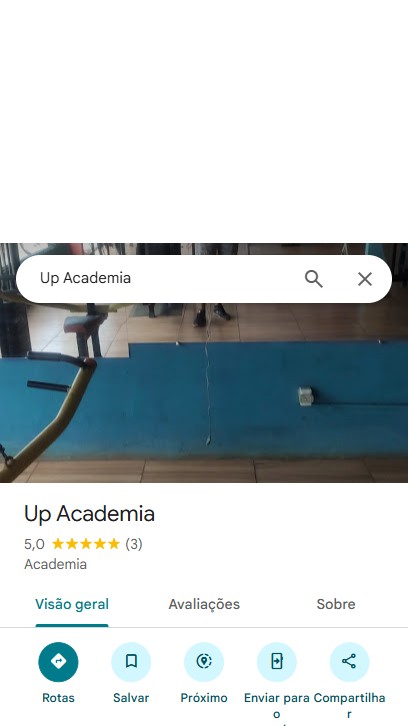 Up Academia
Up Academia
5,0 ★★★★★ (3)
Academia
Visão geral Avaliações Sobre
Rotas Salvar Próximo Enviar para o Compartilhar